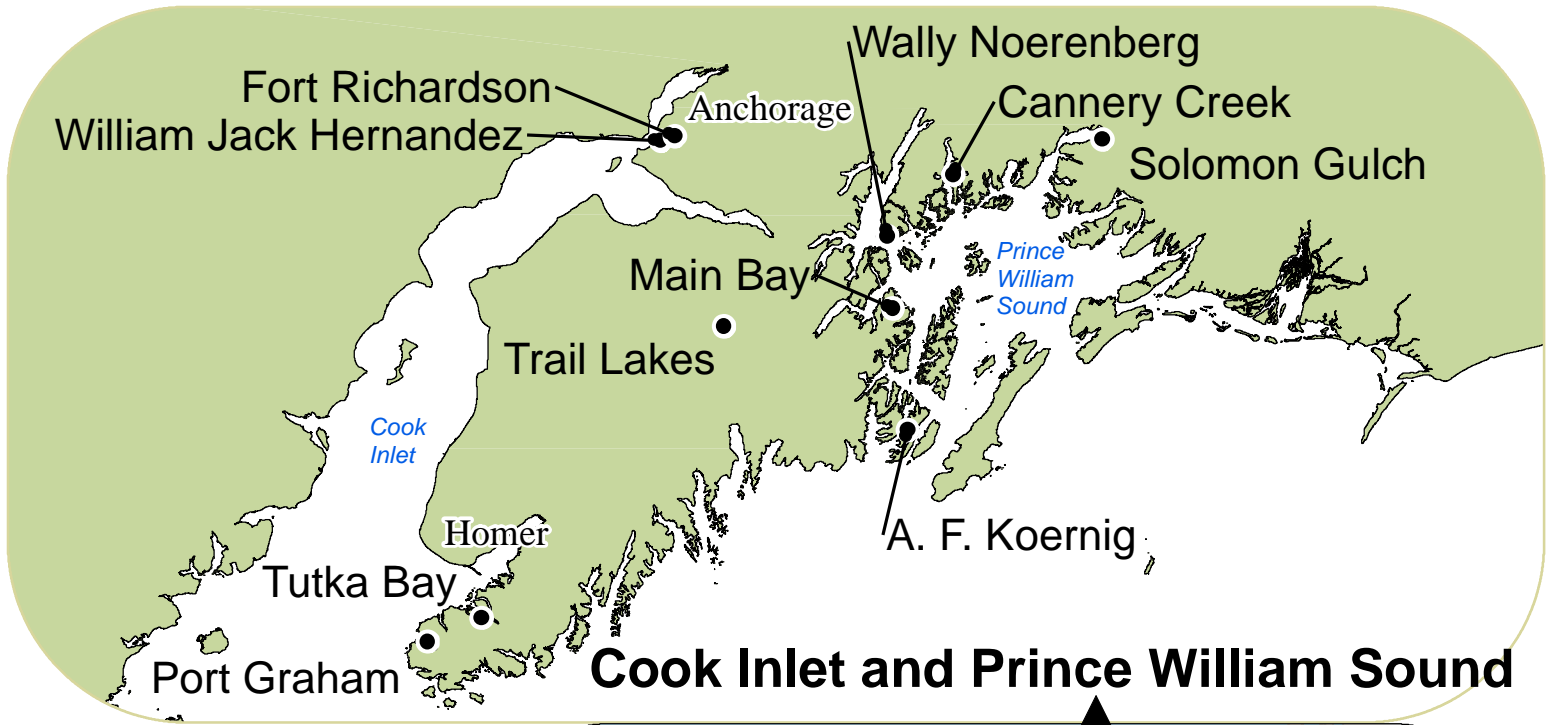 Wally Noerenberg
Fort Richardson
Anchorage
Cannery Creek
William Jack Hernandez
Solomon Gulch
Prince
William
Sound
Main Bay
Trail Lakes
Cook
Inlet
Homer
A. F. Koernig
Tutka Bay
Port Graham
Cook Inlet and Prince William Sound